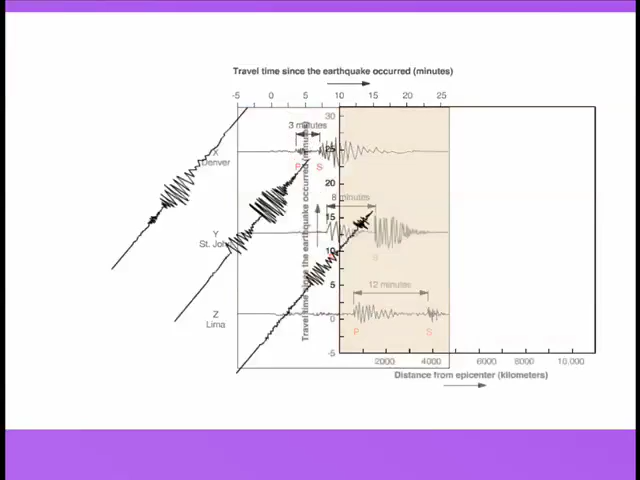 Travel time since the earthquake occurred (minutes)
-5 0 5 10 15 20 25
30
3 minutes
X
Denver
25
P S
20
8 minutes
15
Y
St. John
10
S
5
12 minutes
Z
Lima
0
P S
-5
Travel time since the earthquake occurred (minutes)
2000 4000 6000 8000 10,000
Distance from epicenter (kilometers)